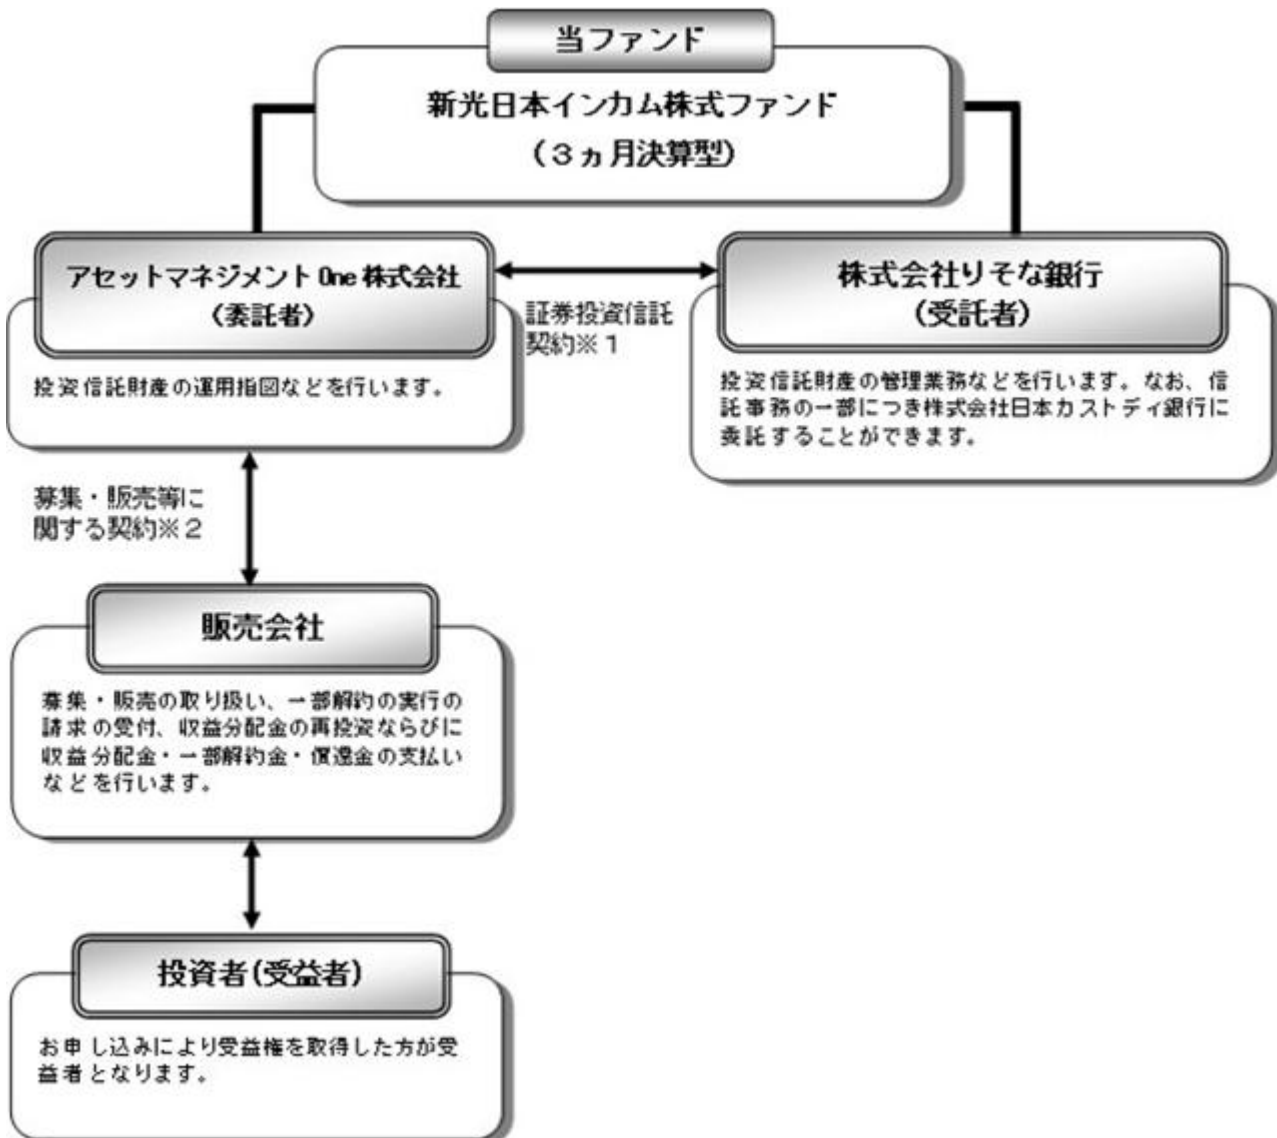 当ファンド
新光日本インカム株式ファンド
（３ヵ月決算型）
アセットマネジメントOne株式会社
（委託者）
投資信託財産の運用指図などを行います。
証券投資信託
契約※１
株式会社りそな銀行
（受託者）
投資信託財産の管理業務などを行います。なお、信
託事務の一部につき株式会社日本カストディ銀行に
委託することができます。
募集・販売等に
関する契約※２
販売会社
募集・販売の取り扱い、一部解約の実行の
請求の受付、収益分配金の再投資ならびに
収益分配金・一部解約金・償還金の支払い
などを行います。
投資者(受益者)
お申し込みにより受益権を取得した方が受
益者となります。